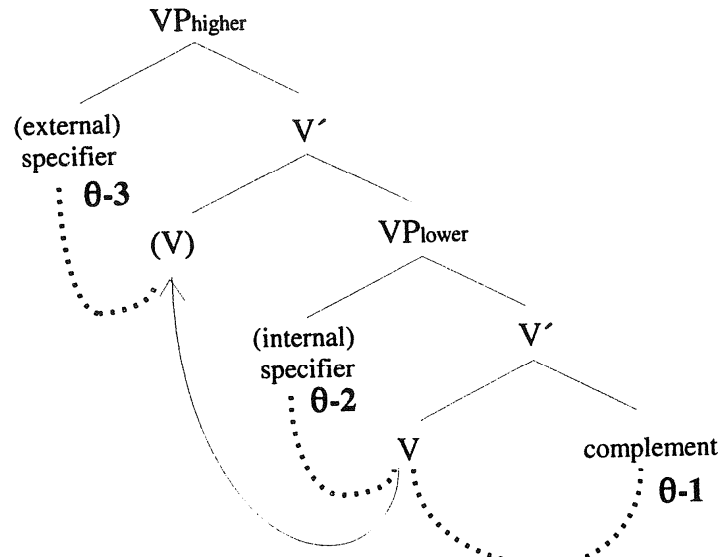 VPhigher
(external)
specifier
θ-3
V´
(V)
VPlower
(internal)
specifier
θ-2
V´
V
complement
θ-1